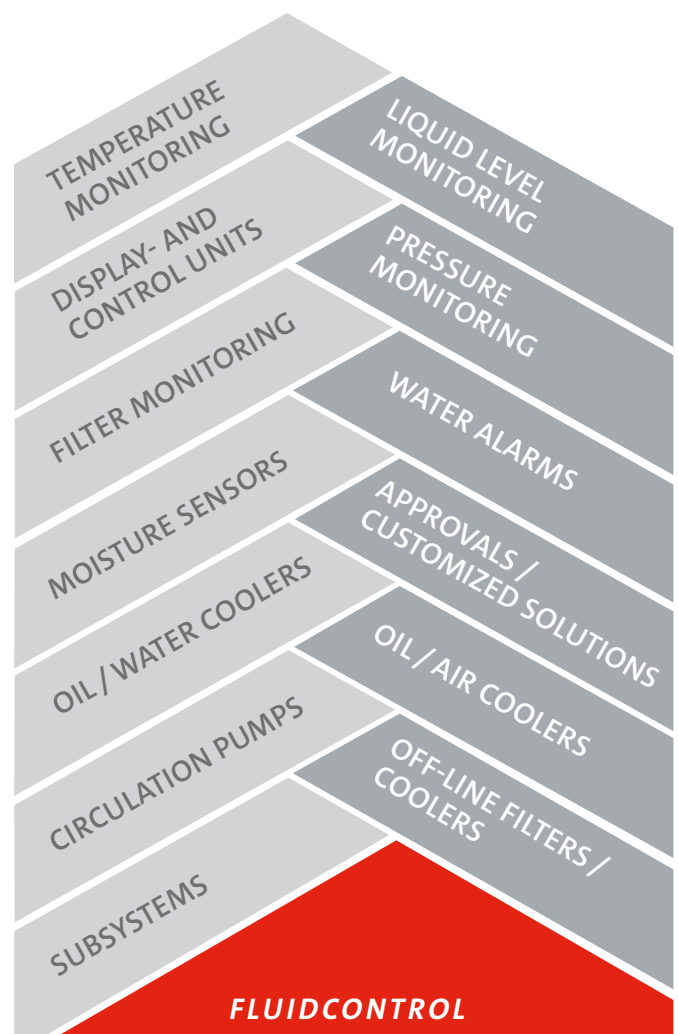 TEMPERATURE
MONITORING
LIQUID LEVEL
MONITORING
DISPLAY- AND
CONTROL UNITS
PRESSURE
MONITORING
FILTER MONITORING
WATER ALARMS
MOISTURE SENSORS
APPROVALS /
CUSTOMIZED SOLUTIONS
OIL / WATER COOLERS
OIL / AIR COOLERS
CIRCULATION PUMPS
OFF-LINE FILTERS /
COOLERS
SUBSYSTEMS
FLUIDCONTROL